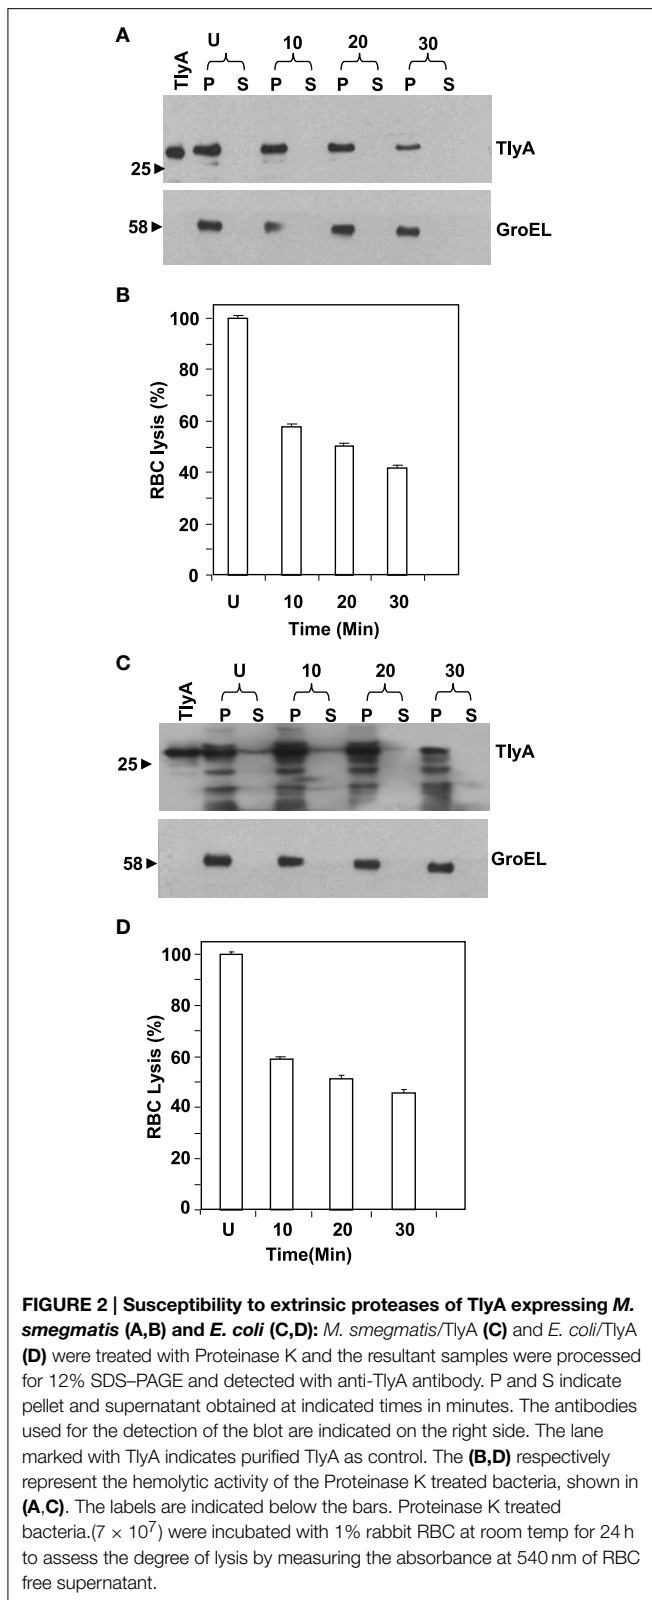 A
U 10 20 30
TlyA P S P S P S P S
TlyA
25
58
GroEL
B
100
80
60
40
20
0
RBC lysis (%)
U 10 20 30
Time (Min)
C
U 10 20 30
TlyA P S P S P S P S
TlyA
25
58
GroEL
D
100
80
60
40
20
0
RBC Lysis (%)
U 10 20 30
Time(Min)
FIGURE 2 | Susceptibility to extrinsic proteases of TlyA expressing M.
smegmatis (A,B) and E. coli (C,D): M. smegmatis/TlyA (C) and E. coli/TlyA
(D) were treated with Proteinase K and the resultant samples were processed
for 12% SDS–PAGE and detected with anti-TlyA antibody. P and S indicate
pellet and supernatant obtained at indicated times in minutes. The antibodies
used for the detection of the blot are indicated on the right side. The lane
marked with TlyA indicates purified TlyA as control. The (B,D) respectively
represent the hemolytic activity of the Proteinase K treated bacteria, shown in
(A,C). The labels are indicated below the bars. Proteinase K treated
bacteria.(7 × 10⁷) were incubated with 1% rabbit RBC at room temp for 24 h
to assess the degree of lysis by measuring the absorbance at 540 nm of RBC
free supernatant.